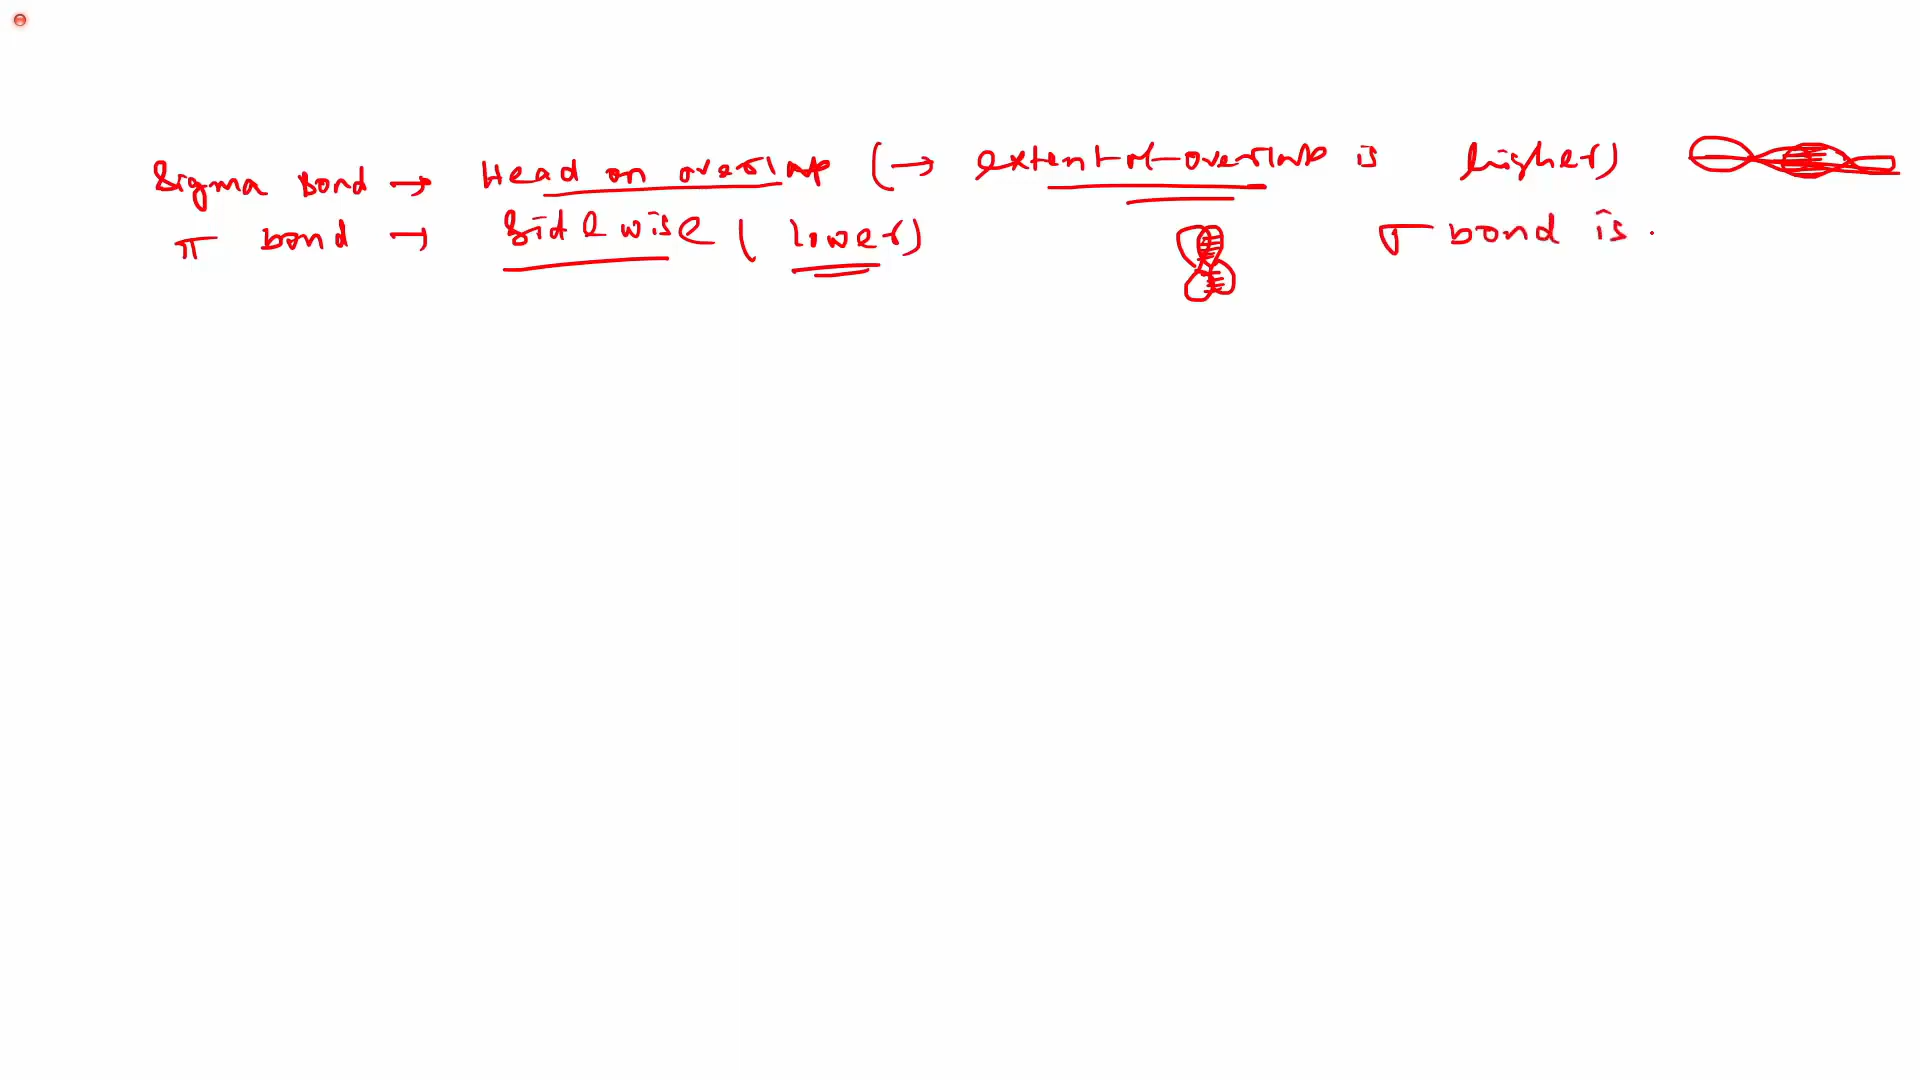 Sigma Bond → Head on overlap (→ extent of overlap is higher)
π bond → Sidewise (lower) σ bond is .